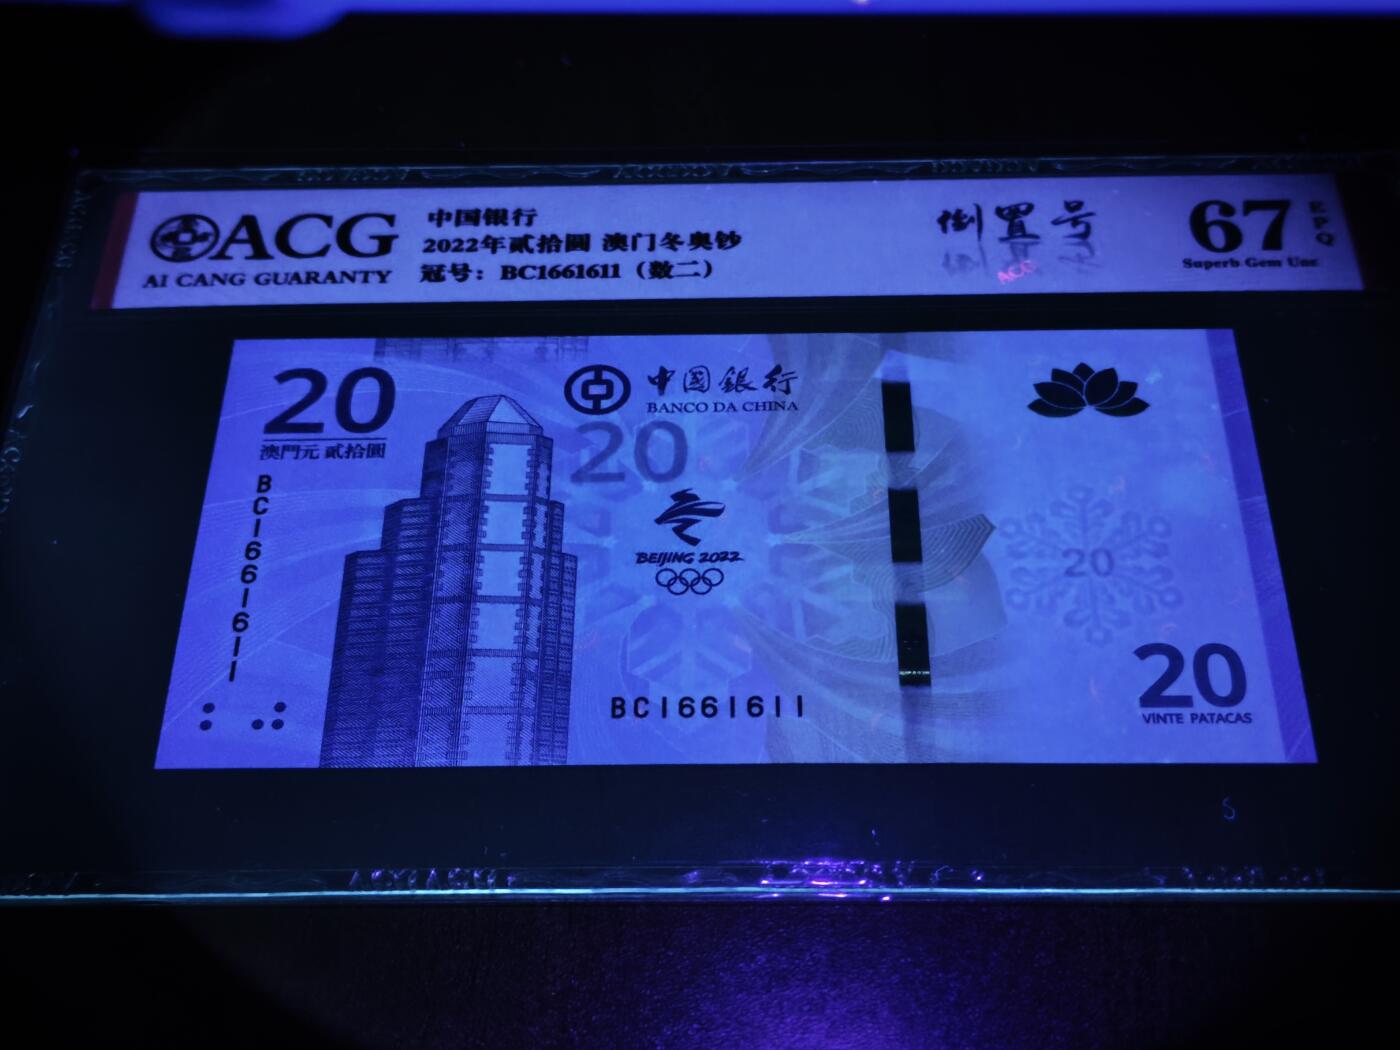 ACG
AI CANG GUARANTY
中国银行
2022年贰拾圆 澳门冬奥钞
冠号：BC1661611（数二）
倒置号
ACG
67
EPQ
Superb Gem Unc
20
澳門元 貳拾圓
BC1661611
中國銀行
BANCO DA CHINA
20
BEIJING 2022
BC1661611
20
20
VINTE PATACAS